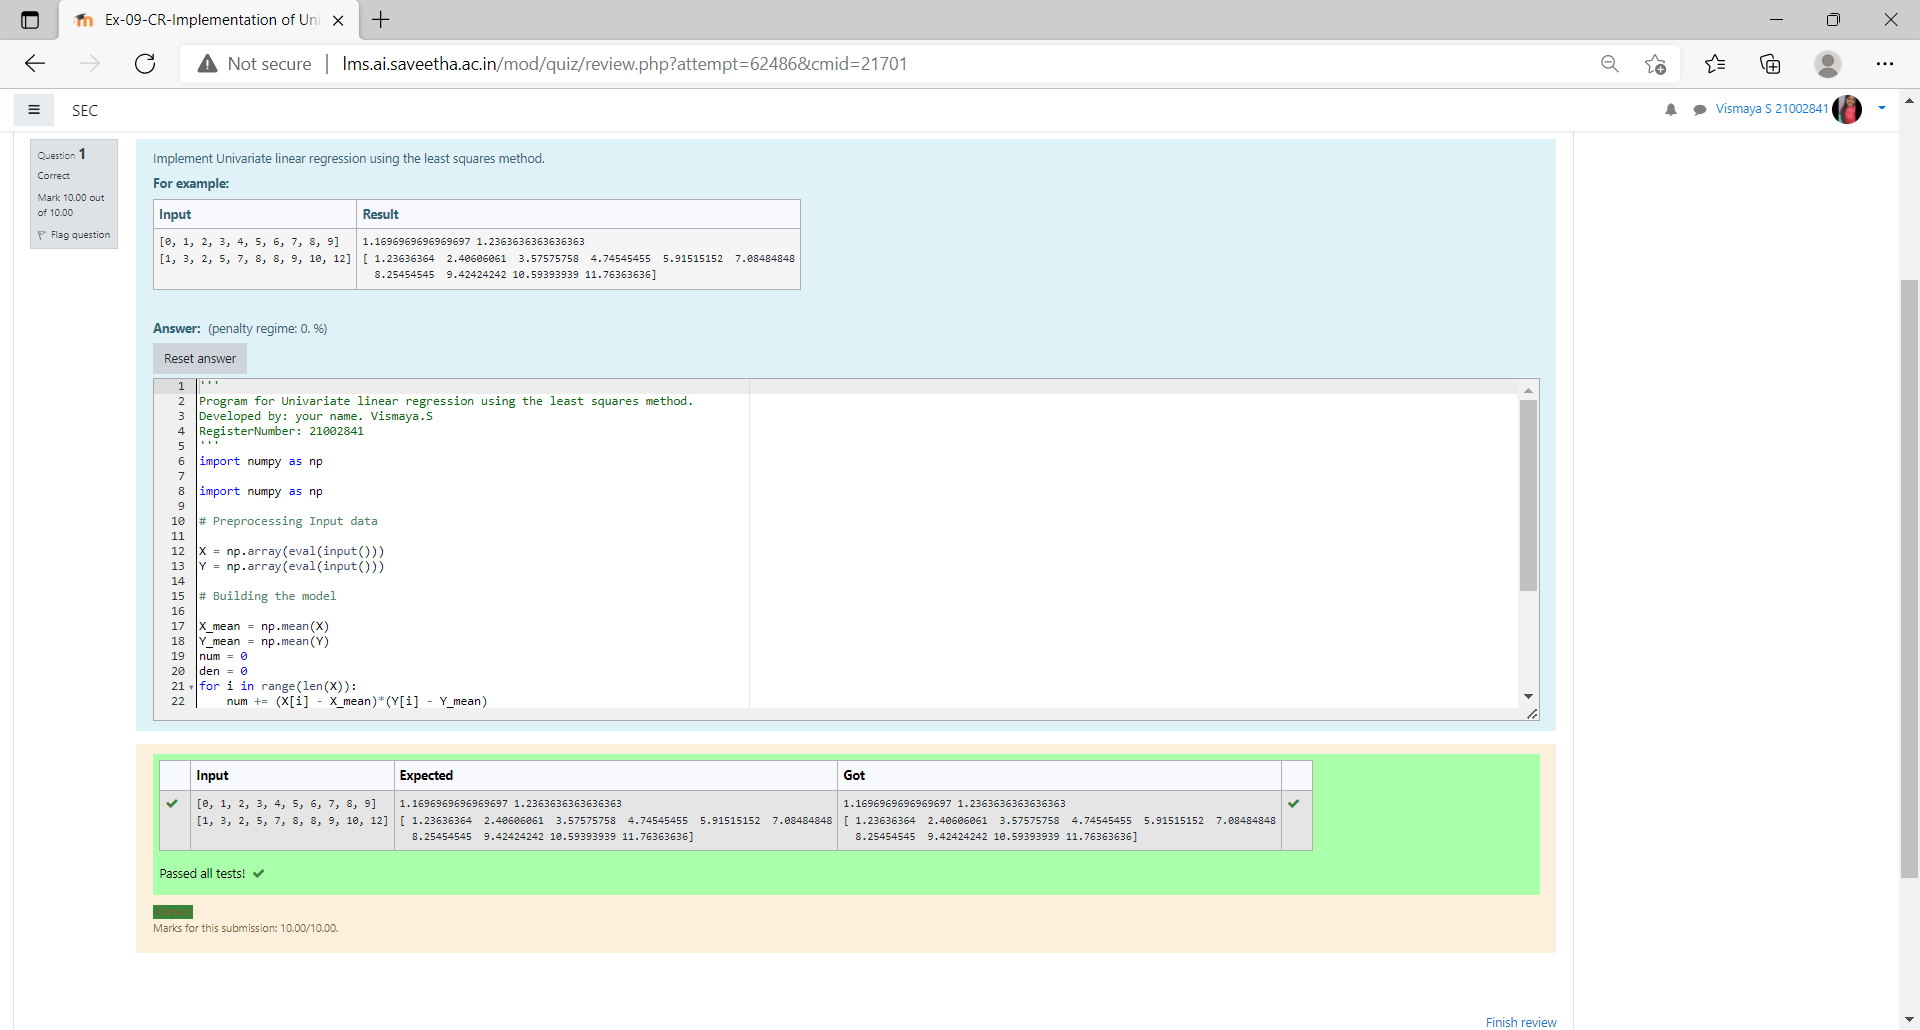 Ex-09-CR-Implementation of Uni
Not secure
lms.ai.saveetha.ac.in/mod/quiz/review.php?attempt=62486&cmid=21701
SEC
Vismaya S 21002841
Question 1
Correct
Mark 10.00 out
of 10.00
Flag question
Implement Univariate linear regression using the least squares method.
For example:
Input Result
[0, 1, 2, 3, 4, 5, 6, 7, 8, 9] 1.1696969696969697 1.2363636363636363
[1, 3, 2, 5, 7, 8, 8, 9, 10, 12] [ 1.23636364  2.40606061  3.57575758  4.74545455  5.91515152  7.08484848
8.25454545  9.42424242 10.59393939 11.76363636]
Answer: (penalty regime: 0. %)
Reset answer
1 '''
2 Program for Univariate linear regression using the least squares method.
3 Developed by: your name. Vismaya.S
4 RegisterNumber: 21002841
5 '''
6 import numpy as np
7
8 import numpy as np
9
10 # Preprocessing Input data
11
12 X = np.array(eval(input()))
13 Y = np.array(eval(input()))
14
15 # Building the model
16
17 X_mean = np.mean(X)
18 Y_mean = np.mean(Y)
19 num = 0
20 den = 0
21 for i in range(len(X)):
22     num += (X[i] - X_mean)*(Y[i] - Y_mean)
Input Expected Got
[0, 1, 2, 3, 4, 5, 6, 7, 8, 9] 1.1696969696969697 1.2363636363636363 1.1696969696969697 1.2363636363636363
[1, 3, 2, 5, 7, 8, 8, 9, 10, 12] [ 1.23636364  2.40606061  3.57575758  4.74545455  5.91515152  7.08484848 [ 1.23636364  2.40606061  3.57575758  4.74545455  5.91515152  7.08484848
8.25454545  9.42424242 10.59393939 11.76363636] 8.25454545  9.42424242 10.59393939 11.76363636]
Passed all tests!
Marks for this submission: 10.00/10.00.
Finish review